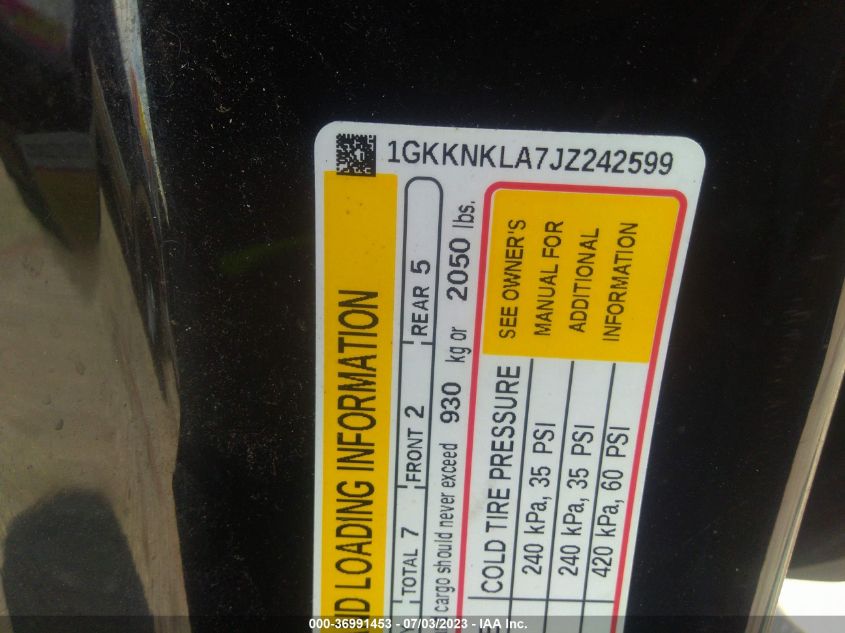 1GKKNKLA7JZ242599
AND LOADING INFORMATION
TOTAL 7 FRONT 2 REAR 5
cargo should never exceed 930 kg or 2050 lbs.
COLD TIRE PRESSURE
240 kPa, 35 PSI
240 kPa, 35 PSI
420 kPa, 60 PSI
SEE OWNER'S
MANUAL FOR
ADDITIONAL
INFORMATION
000-36991453 - 07/03/2023 - IAA Inc.